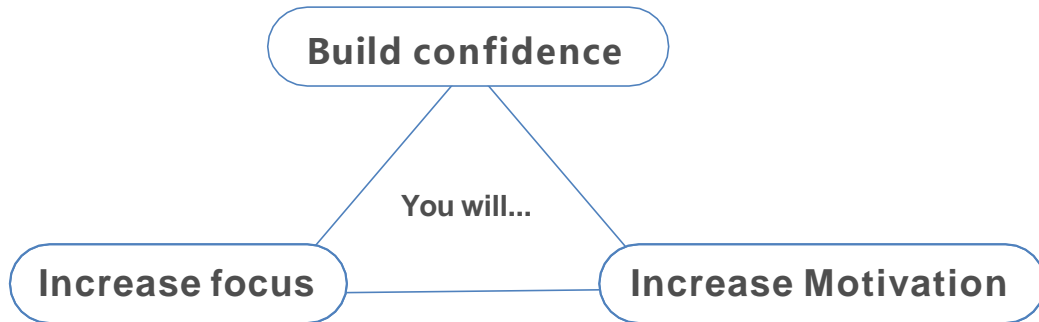 Build confidence
You will...
Increase focus
Increase Motivation